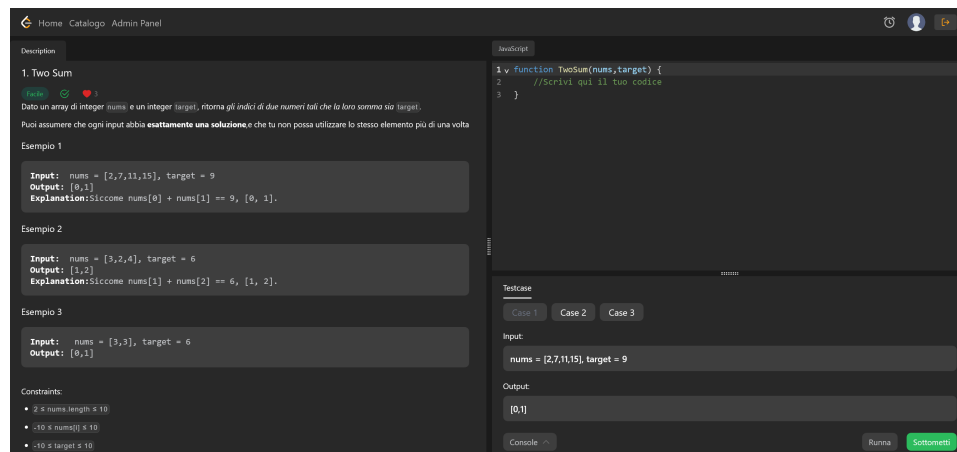 Home Catalogo Admin Panel
Description
1. Two Sum
Facile 3
Dato un array di integer nums e un integer target, ritorna gli indici di due numeri tali che la loro somma sia target.
Puoi assumere che ogni input abbia esattamente una soluzione,e che tu non possa utilizzare lo stesso elemento più di una volta
Esempio 1
Input: nums = [2,7,11,15], target = 9
Output: [0,1]
Explanation:Siccome nums[0] + nums[1] == 9, [0, 1].
Esempio 2
Input: nums = [3,2,4], target = 6
Output: [1,2]
Explanation:Siccome nums[1] + nums[2] == 6, [1, 2].
Esempio 3
Input: nums = [3,3], target = 6
Output: [0,1]
Constraints:
• 2 ≤ nums.length ≤ 10
• -10 ≤ nums[i] ≤ 10
• -10 ≤ target ≤ 10
JavaScript
1 function TwoSum(nums,target) {
2 //Scrivi qui il tuo codice
3 }
Testcase
Case 1 Case 2 Case 3
Input:
nums = [2,7,11,15], target = 9
Output:
[0,1]
Console Runna Sottometti